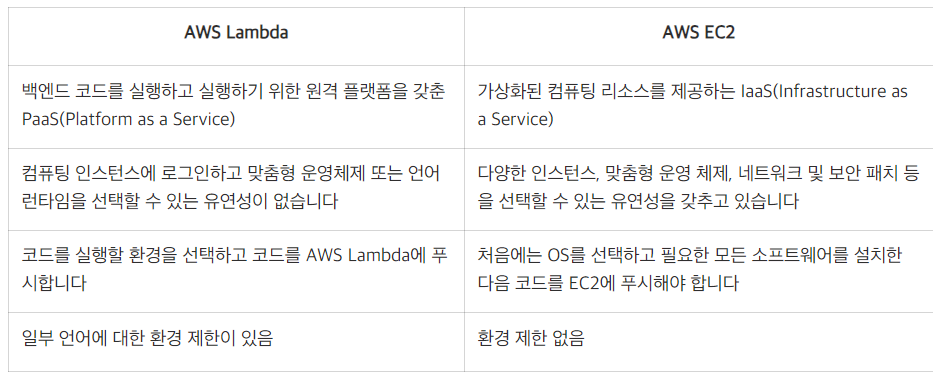 AWS Lambda
AWS EC2
백엔드 코드를 실행하고 실행하기 위한 원격 플랫폼을 갖춘
PaaS(Platform as a Service)
가상화된 컴퓨팅 리소스를 제공하는 IaaS(Infrastructure as
a Service)
컴퓨팅 인스턴스에 로그인하고 맞춤형 운영체제 또는 언어
런타임을 선택할 수 있는 유연성이 없습니다
다양한 인스턴스, 맞춤형 운영 체제, 네트워크 및 보안 패치 등
을 선택할 수 있는 유연성을 갖추고 있습니다
코드를 실행할 환경을 선택하고 코드를 AWS Lambda에 푸
시합니다
처음에는 OS를 선택하고 필요한 모든 소프트웨어를 설치한
다음 코드를 EC2에 푸시해야 합니다
일부 언어에 대한 환경 제한이 있음
환경 제한 없음